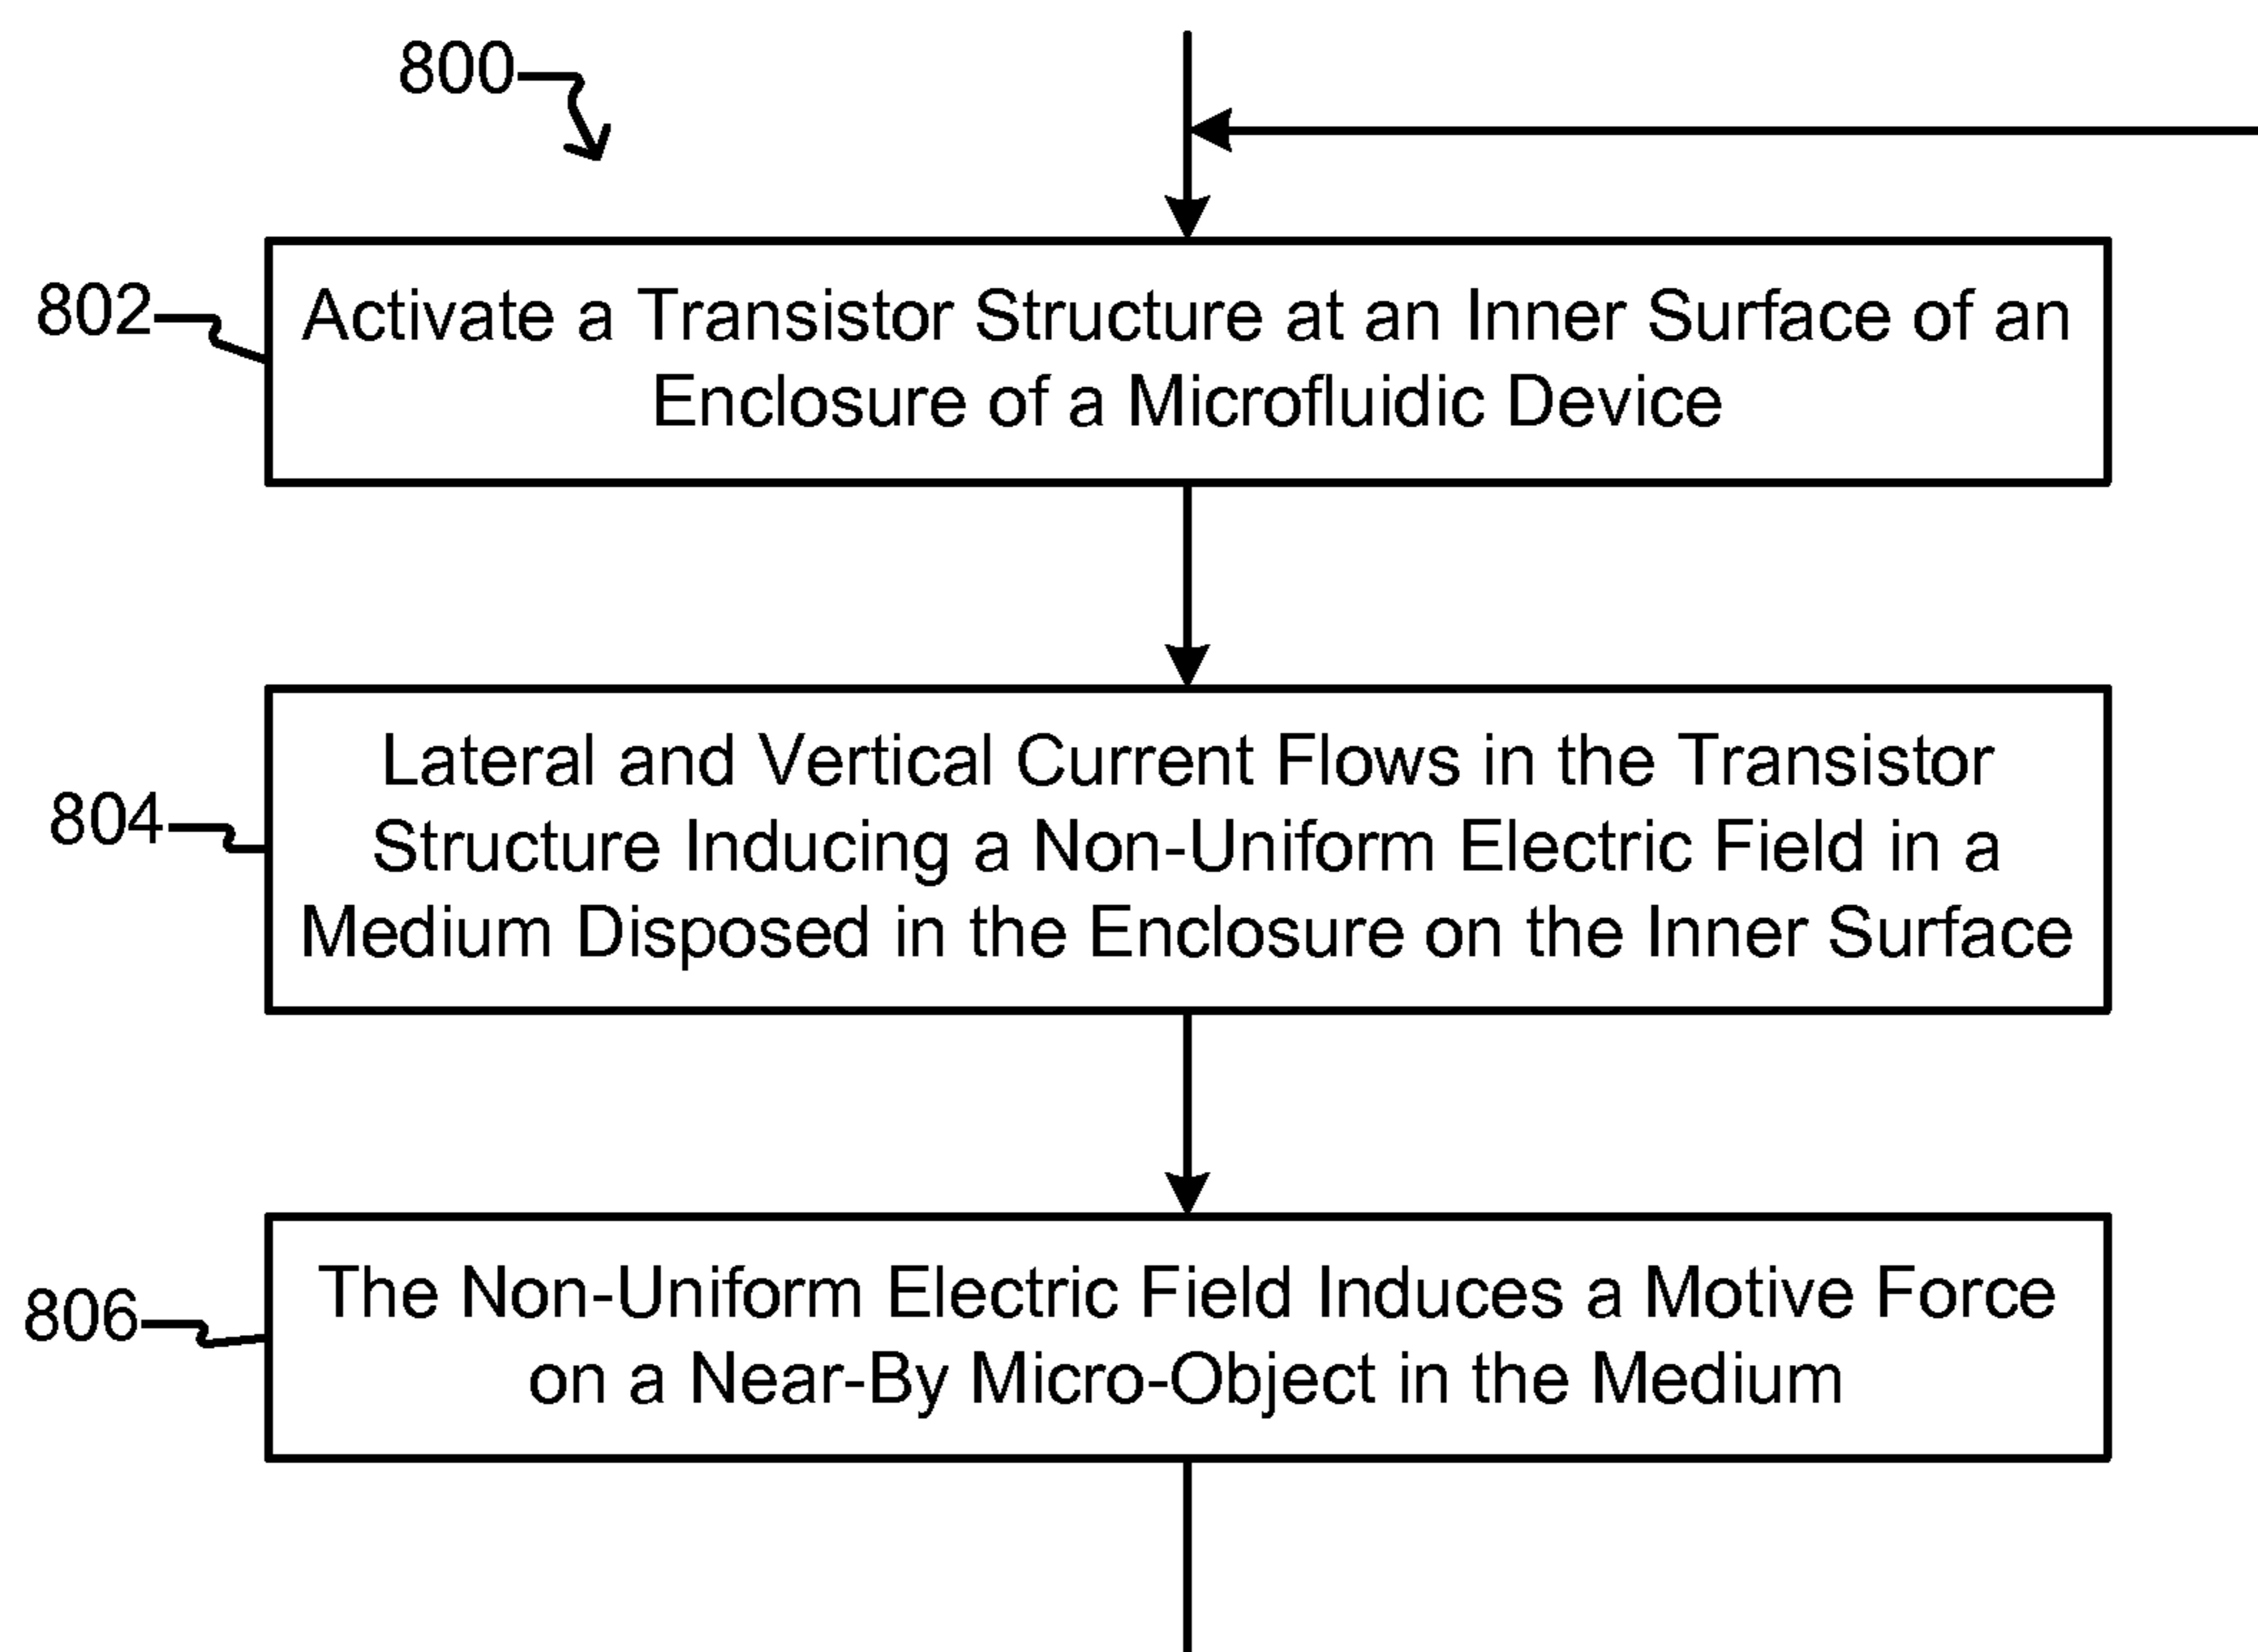 800
802
Activate a Transistor Structure at an Inner Surface of an
Enclosure of a Microfluidic Device
804
Lateral and Vertical Current Flows in the Transistor
Structure Inducing a Non-Uniform Electric Field in a
Medium Disposed in the Enclosure on the Inner Surface
806
The Non-Uniform Electric Field Induces a Motive Force
on a Near-By Micro-Object in the Medium